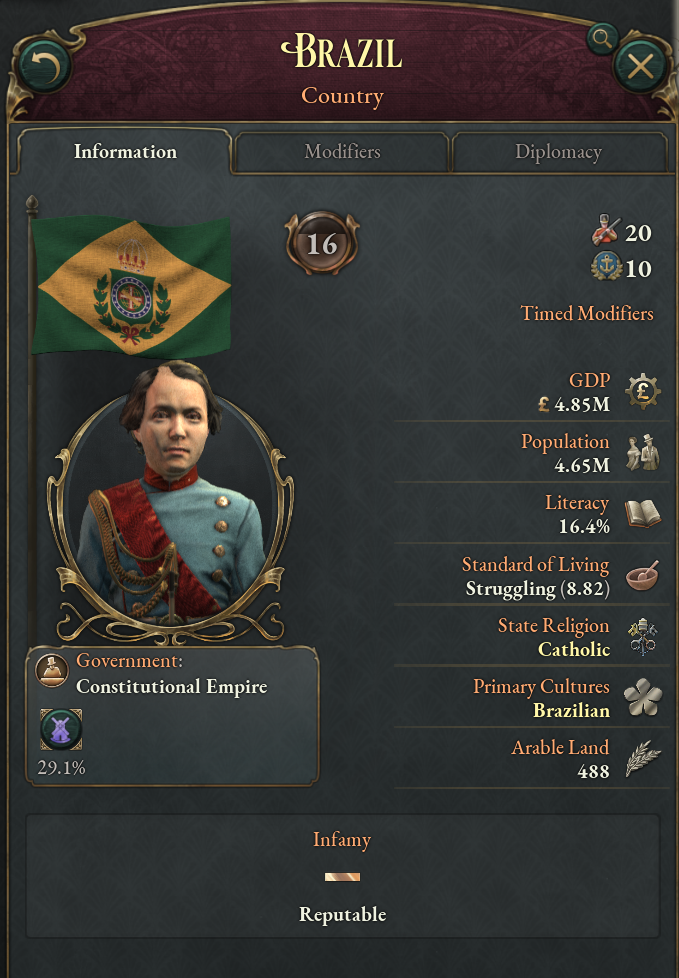 Brazil
Country
Information
Modifiers
Diplomacy
16
20
10
Timed Modifiers
GDP
£ 4.85M
Population
4.65M
Literacy
16.4%
Standard of Living
Struggling (8.82)
State Religion
Catholic
Primary Cultures
Brazilian
Arable Land
488
Government:
Constitutional Empire
29.1%
Infamy
Reputable